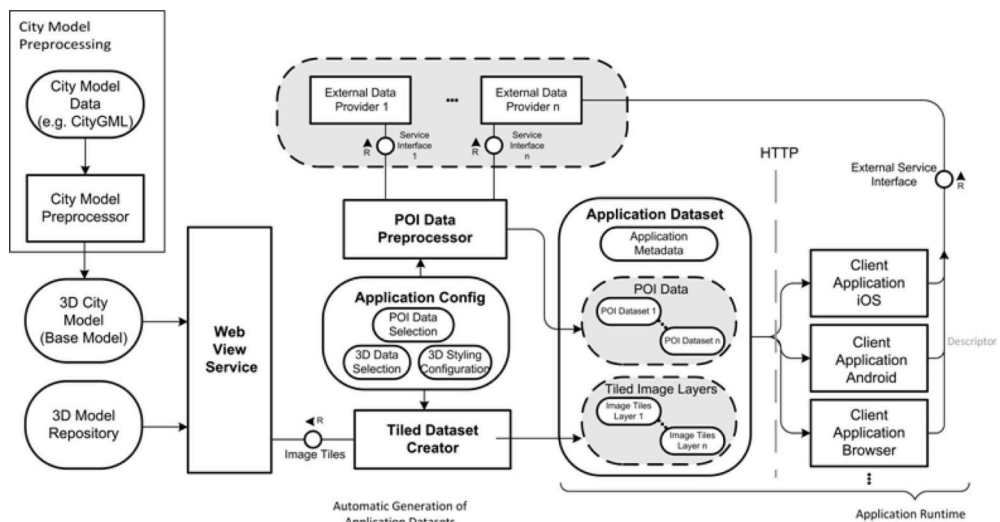 City Model
Preprocessing
City Model
Data
(e.g. CityGML)
City Model
Preprocessor
3D City
Model
(Base Model)
3D Model
Repository
Web
View
Service
External Data
Provider 1
...
External Data
Provider n
R
Service
Interface
1
R
Service
Interface
n
POI Data
Preprocessor
Application Config
POI Data
Selection
3D Data
Selection
3D Styling
Configuration
R
Image Tiles
Tiled Dataset
Creator
Automatic Generation of
Application Datasets
Application Dataset
Application
Metadata
POI Data
POI Dataset 1
POI Dataset n
Tiled Image Layers
Image Tiles
Layer 1
Image Tiles
Layer n
HTTP
External Service
Interface
R
Client
Application
iOS
Client
Application
Android
Descriptor
Client
Application
Browser
Application Runtime